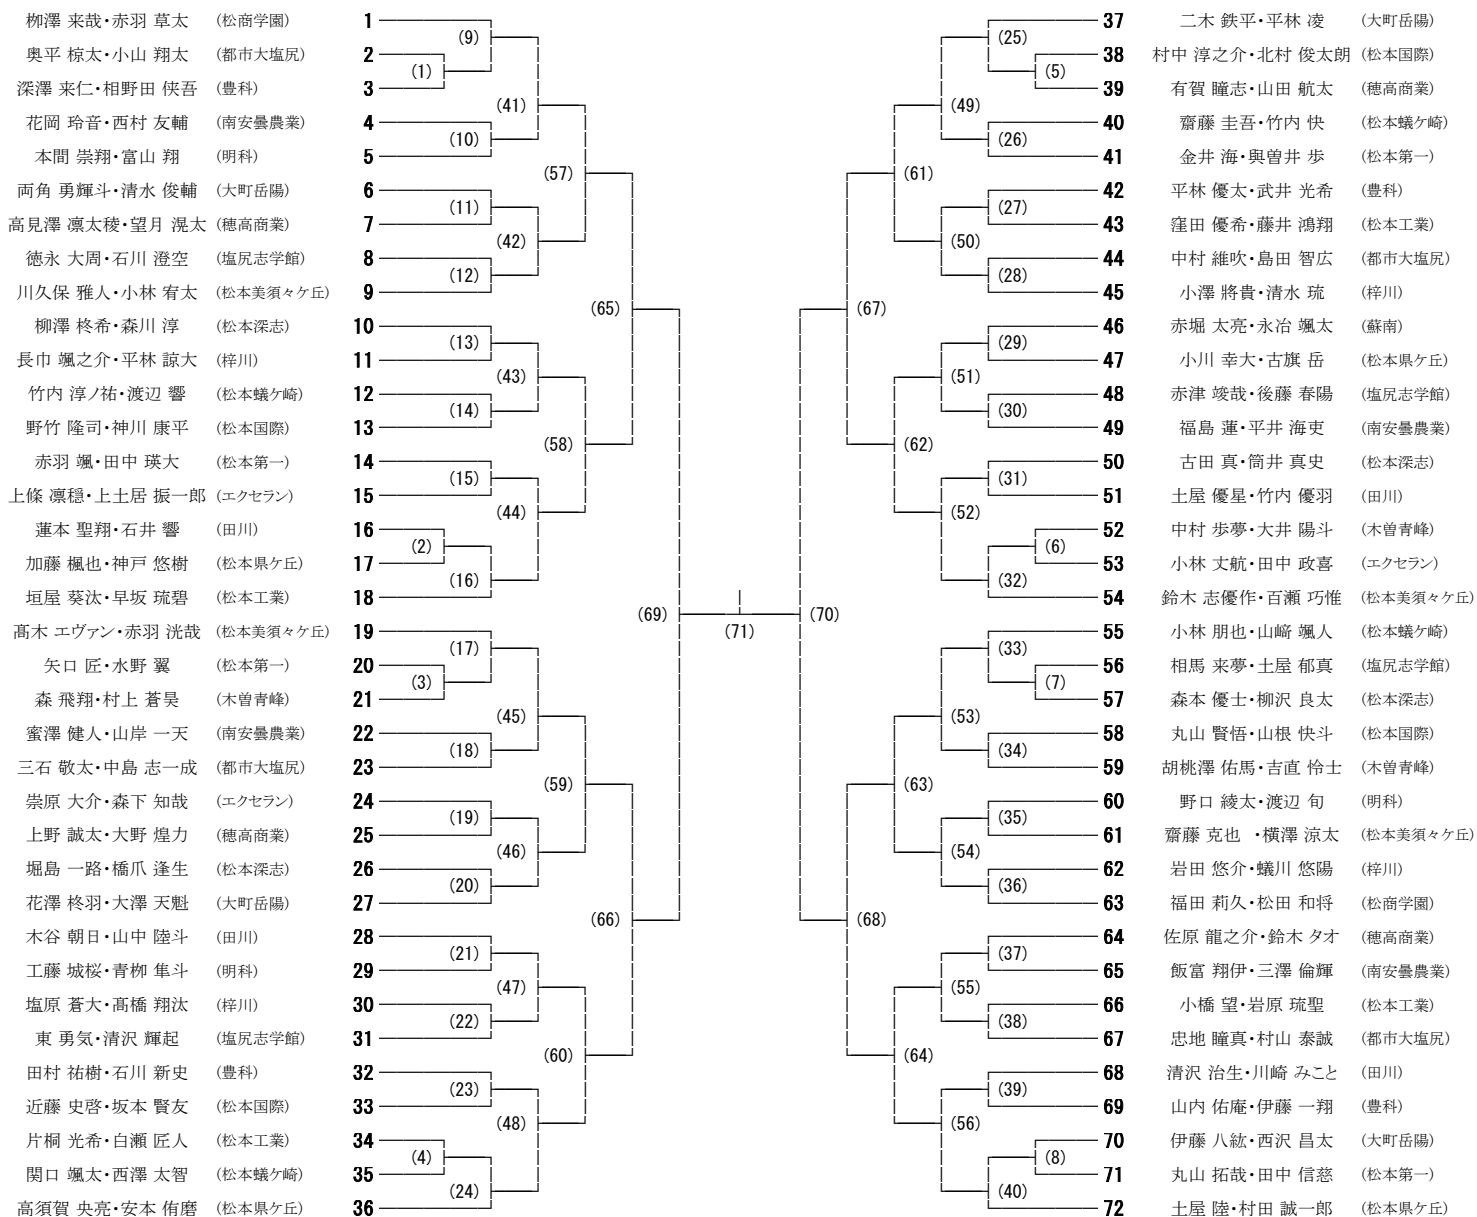 栁澤 来哉・赤羽 草太 (松商学園) 1
奥平 椋太・小山 翔太 (都市大塩尻) 2
深澤 来仁・相野田 侠吾 (豊科) 3
花岡 玲音・西村 友輔 (南安曇農業) 4
本間 崇翔・富山 翔 (明科) 5
両角 勇輝斗・清水 俊輔 (大町岳陽) 6
高見澤 凛太稜・望月 滉太 (穂高商業) 7
徳永 大周・石川 澄空 (塩尻志学館) 8
川久保 雅人・小林 宥太 (松本美須々ケ丘) 9
柳澤 柊希・森川 淳 (松本深志) 10
長巾 颯之介・平林 諒大 (梓川) 11
竹内 淳ノ祐・渡辺 響 (松本蟻ケ崎) 12
野竹 隆司・神川 康平 (松本国際) 13
赤羽 颯・田中 瑛大 (松本第一) 14
上條 凛穏・上土居 振一郎 (エクセラン) 15
蓮本 聖翔・石井 響 (田川) 16
加藤 楓也・神戸 悠樹 (松本県ケ丘) 17
垣屋 葵汰・早坂 琉碧 (松本工業) 18
髙木 エヴァン・赤羽 洸哉 (松本美須々ケ丘) 19
矢口 匠・水野 翼 (松本第一) 20
森 飛翔・村上 蒼昊 (木曽青峰) 21
蜜澤 健人・山岸 一天 (南安曇農業) 22
三石 敬太・中島 志一成 (都市大塩尻) 23
崇原 大介・森下 知哉 (エクセラン) 24
上野 誠太・大野 煌力 (穂高商業) 25
堀島 一路・橋爪 逢生 (松本深志) 26
花澤 柊羽・大澤 天魁 (大町岳陽) 27
木谷 朝日・山中 陸斗 (田川) 28
工藤 城桜・青栁 隼斗 (明科) 29
塩原 蒼大・髙橋 翔汰 (梓川) 30
東 勇気・清沢 輝起 (塩尻志学館) 31
田村 祐樹・石川 新史 (豊科) 32
近藤 史啓・坂本 賢友 (松本国際) 33
片桐 光希・白瀬 匠人 (松本工業) 34
関口 颯太・西澤 太智 (松本蟻ケ崎) 35
高須賀 央亮・安本 侑磨 (松本県ケ丘) 36
(1)
(2)
(3)
(4)
(9)
(10)
(11)
(12)
(13)
(14)
(15)
(16)
(17)
(18)
(19)
(20)
(21)
(22)
(23)
(24)
(41)
(42)
(43)
(44)
(45)
(46)
(47)
(48)
(57)
(58)
(59)
(60)
(65)
(66)
(69)
(71)
(70)
(67)
(68)
(61)
(62)
(63)
(64)
(49)
(50)
(51)
(52)
(53)
(54)
(55)
(56)
(25)
(26)
(27)
(28)
(29)
(30)
(31)
(32)
(33)
(34)
(35)
(36)
(37)
(38)
(39)
(40)
(5)
(6)
(7)
(8)
37 二木 鉄平・平林 凌 (大町岳陽)
38 村中 淳之介・北村 俊太朗 (松本国際)
39 有賀 瞳志・山田 航太 (穂高商業)
40 齋藤 圭吾・竹内 快 (松本蟻ケ崎)
41 金井 海・興曽井 歩 (松本第一)
42 平林 優太・武井 光希 (豊科)
43 窪田 優希・藤井 鴻翔 (松本工業)
44 中村 維吹・島田 智広 (都市大塩尻)
45 小澤 將貴・清水 琉 (梓川)
46 赤堀 太亮・永冶 颯太 (蘇南)
47 小川 幸大・古旗 岳 (松本県ケ丘)
48 赤津 竣哉・後藤 春陽 (塩尻志学館)
49 福島 蓮・平井 海吏 (南安曇農業)
50 古田 真・筒井 真史 (松本深志)
51 土屋 優星・竹内 優羽 (田川)
52 中村 歩夢・大井 陽斗 (木曽青峰)
53 小林 丈航・田中 政喜 (エクセラン)
54 鈴木 志優作・百瀬 巧惟 (松本美須々ケ丘)
55 小林 朋也・山﨑 颯人 (松本蟻ケ崎)
56 相馬 来夢・土屋 郁真 (塩尻志学館)
57 森本 優士・柳沢 良太 (松本深志)
58 丸山 賢悟・山根 快斗 (松本国際)
59 胡桃澤 佑馬・吉直 怜士 (木曽青峰)
60 野口 綾太・渡辺 旬 (明科)
61 齋藤 克也 ・横澤 涼太 (松本美須々ケ丘)
62 岩田 悠介・蟻川 悠陽 (梓川)
63 福田 莉久・松田 和将 (松商学園)
64 佐原 龍之介・鈴木 タオ (穂高商業)
65 飯富 翔伊・三澤 倫輝 (南安曇農業)
66 小橋 望・岩原 琉聖 (松本工業)
67 忠地 瞳真・村山 泰誠 (都市大塩尻)
68 清沢 治生・川崎 みこと (田川)
69 山内 佑庵・伊藤 一翔 (豊科)
70 伊藤 八紘・西沢 昌太 (大町岳陽)
71 丸山 拓哉・田中 信慈 (松本第一)
72 土屋 陸・村田 誠一郎 (松本県ケ丘)